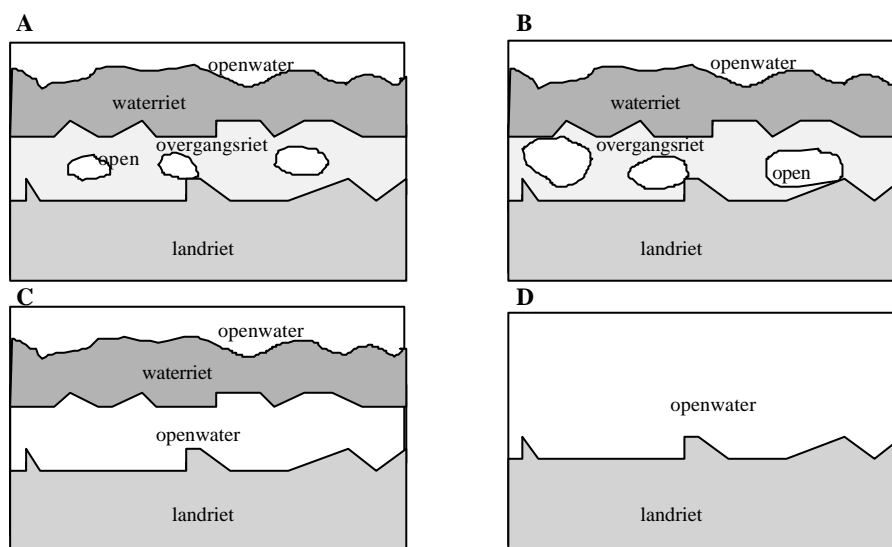 A
openwater
waterriet
overgangsriet
open
landriet
B
openwater
waterriet
overgangsriet
open
landriet
C
openwater
waterriet
openwater
landriet
D
openwater
landriet